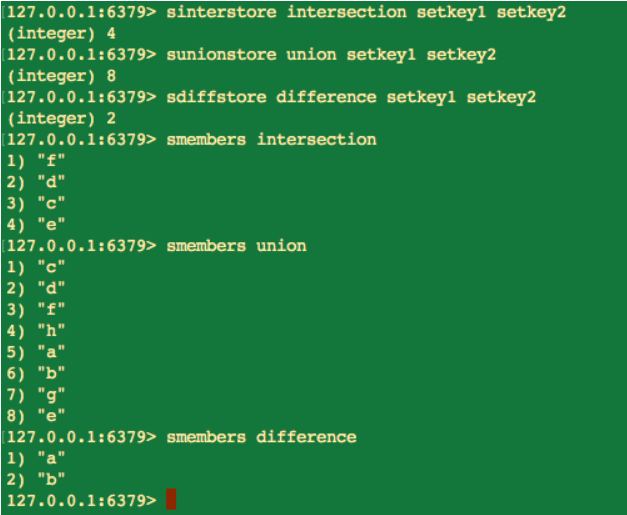 [127.0.0.1:6379> sinterstore intersection setkey1 setkey2
(integer) 4
[127.0.0.1:6379> sunionstore union setkey1 setkey2
(integer) 8
[127.0.0.1:6379> sdiffstore difference setkey1 setkey2
(integer) 2
[127.0.0.1:6379> smembers intersection
1) "f"
2) "d"
3) "c"
4) "e"
[127.0.0.1:6379> smembers union
1) "c"
2) "d"
3) "f"
4) "h"
5) "a"
6) "b"
7) "g"
8) "e"
[127.0.0.1:6379> smembers difference
1) "a"
2) "b"
127.0.0.1:6379>